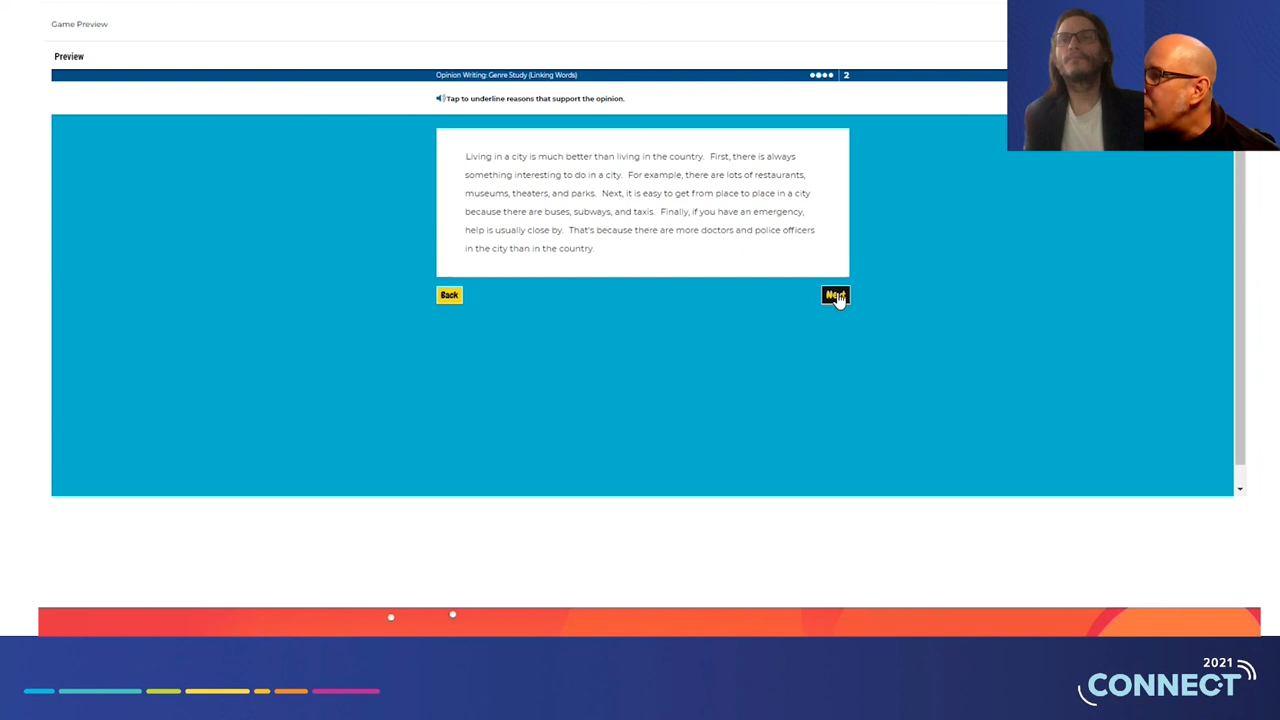 Game Preview
Preview
Opinion Writing: Genre Study (Linking Words)
2
Tap to underline reasons that support the opinion.
Living in a city is much better than living in the country. First, there is always
something interesting to do in a city. For example, there are lots of restaurants,
museums, theaters, and parks. Next, it is easy to get from place to place in a city
because there are buses, subways, and taxis. Finally, if you have an emergency,
help is usually close by. That's because there are more doctors and police officers
in the city than in the country.
Back
Next
2021
CONNECT